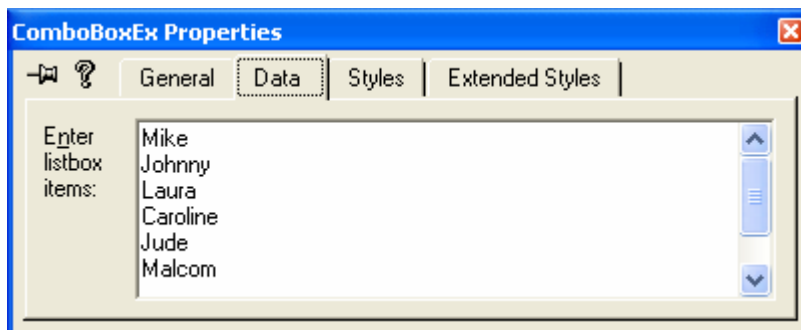 ComboBoxEx Properties
General Data Styles Extended Styles
Enter
listbox
items:
Mike
Johnny
Laura
Caroline
Jude
Malcom